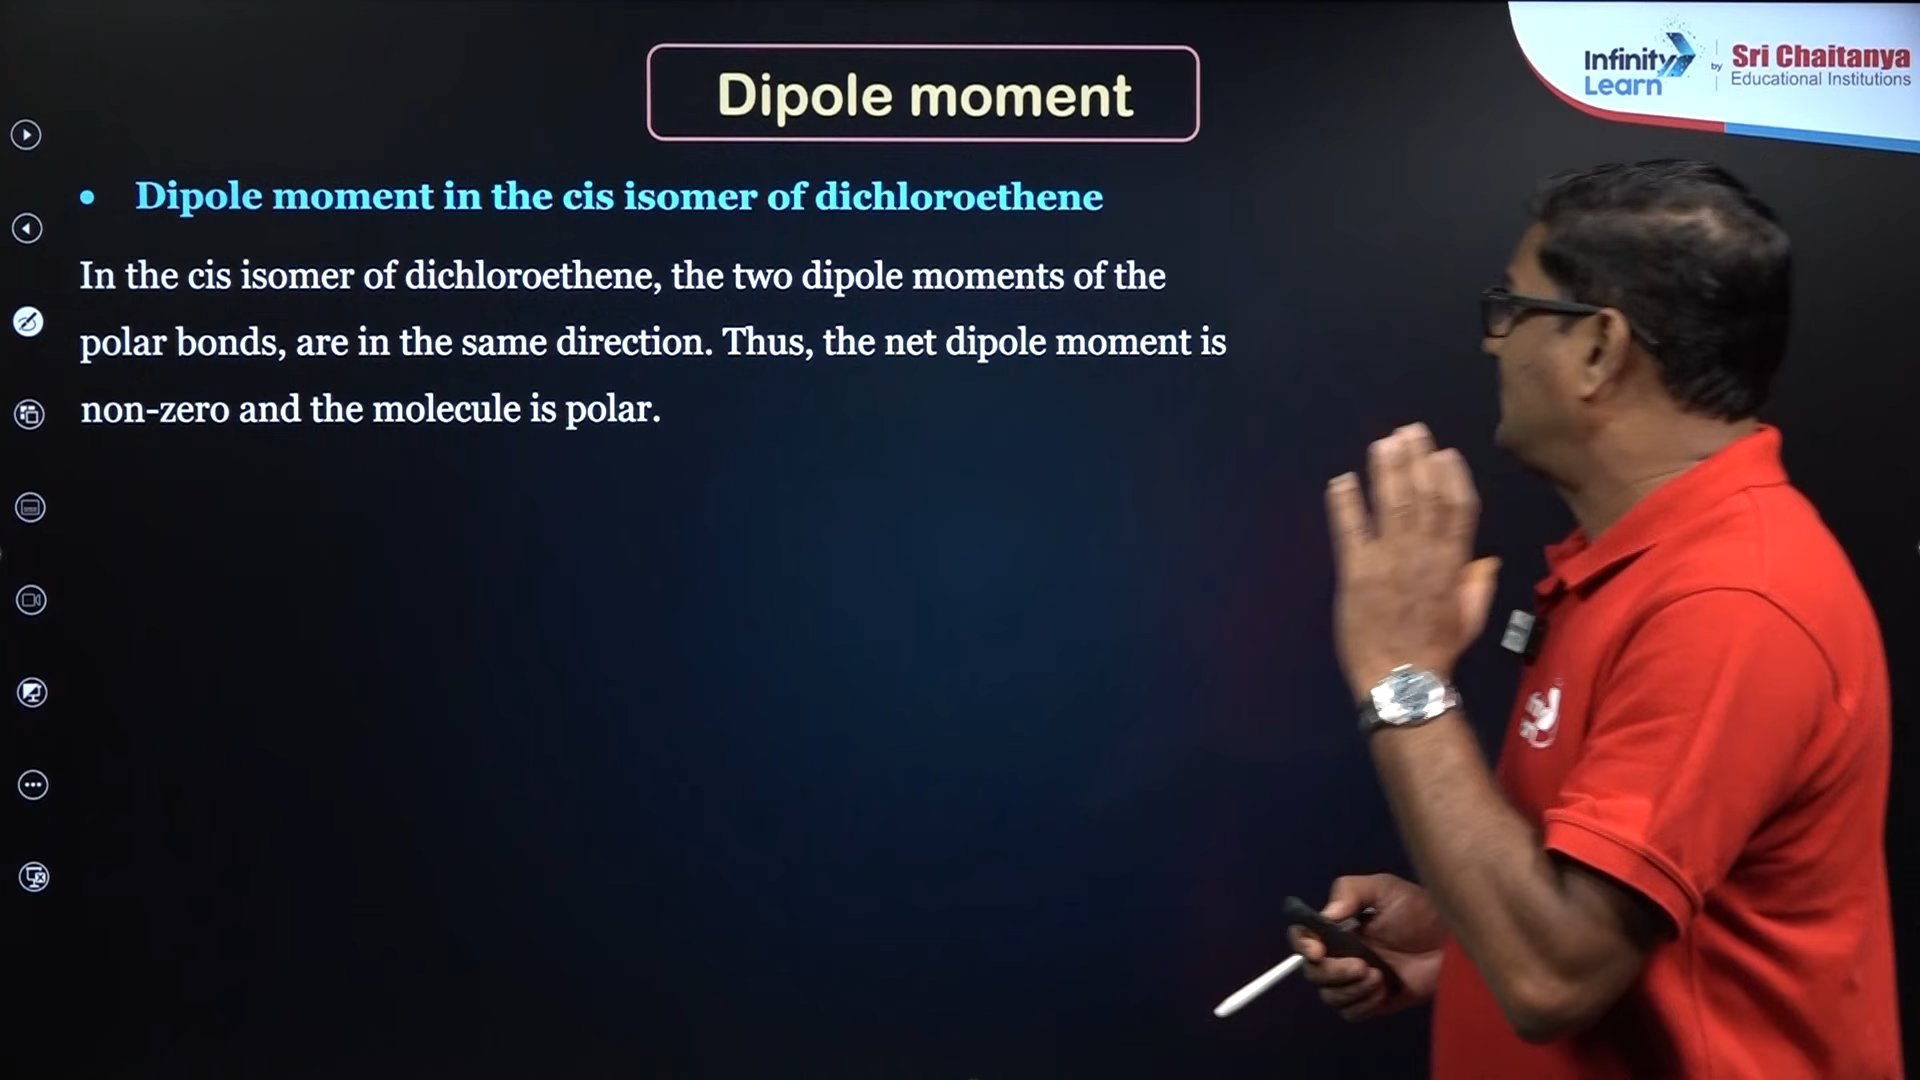 Dipole moment
Infinity Learn
by
Sri Chaitanya
Educational Institutions
• Dipole moment in the cis isomer of dichloroethene
In the cis isomer of dichloroethene, the two dipole moments of the
polar bonds, are in the same direction. Thus, the net dipole moment is
non-zero and the molecule is polar.